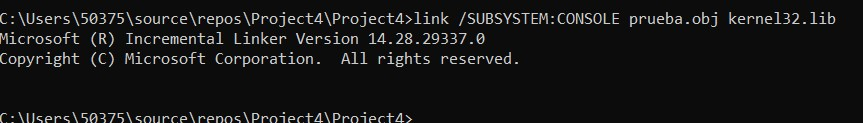 C:\Users\50375\source\repos\Project4\Project4>link /SUBSYSTEM:CONSOLE prueba.obj kernel32.lib
Microsoft (R) Incremental Linker Version 14.28.29337.0
Copyright (C) Microsoft Corporation.  All rights reserved.
C:\Users\50375\source\repos\Project4\Project4>